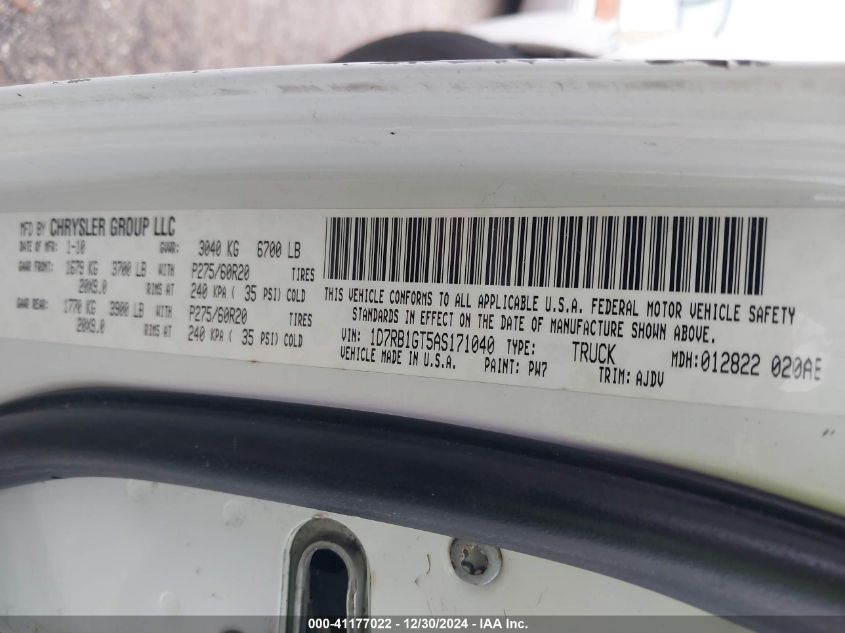 MFD BY CHRYSLER GROUP LLC
DATE OF MFR: 1-10 GVWR: 3040 KG 6700 LB
GAWR FRONT: 1679 KG 3700 LB WITH P275/60R20 TIRES
20X9.0 RIMS AT 240 KPA ( 35 PSI) COLD
GAWR REAR: 1770 KG 3900 LB WITH P275/60R20 TIRES
20X9.0 RIMS AT 240 KPA ( 35 PSI) COLD
THIS VEHICLE CONFORMS TO ALL APPLICABLE U.S.A. FEDERAL MOTOR VEHICLE SAFETY
STANDARDS IN EFFECT ON THE DATE OF MANUFACTURE SHOWN ABOVE.
VIN: 1D7RB1GT5AS171040 TYPE: TRUCK MDH:012822 020AE
VEHICLE MADE IN U.S.A. PAINT: PW7 TRIM: AJDV
000-41177022 - 12/30/2024 - IAA Inc.